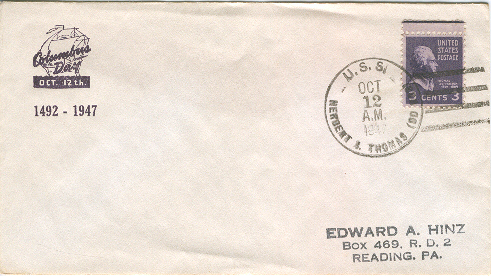 Columbus
Day
OCT. 12th.
1492 - 1947
U.S.S.
OCT
12
A.M.
HERBERT J. THOMAS (DD
UNITED
STATES
POSTAGE
3 CENTS 3
EDWARD A. HINZ
Box 469, R. D. 2
READING, PA.